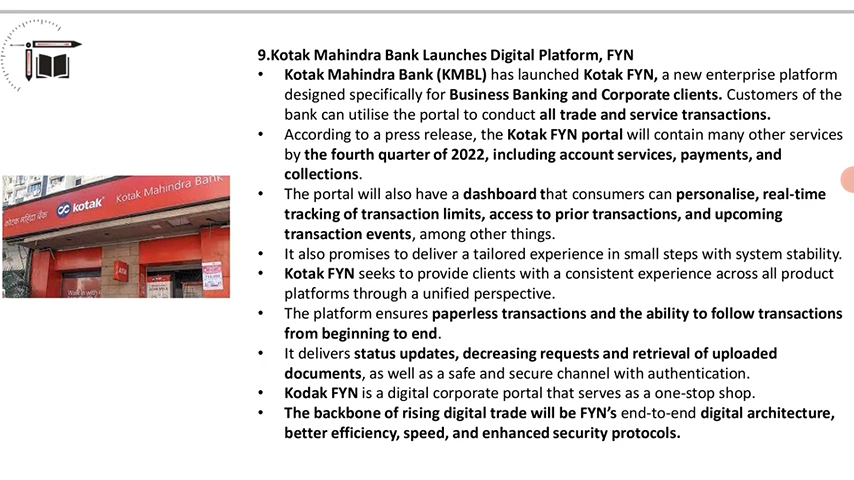 9.Kotak Mahindra Bank Launches Digital Platform, FYN
• Kotak Mahindra Bank (KMBL) has launched Kotak FYN, a new enterprise platform
designed specifically for Business Banking and Corporate clients. Customers of the
bank can utilise the portal to conduct all trade and service transactions.
• According to a press release, the Kotak FYN portal will contain many other services
by the fourth quarter of 2022, including account services, payments, and
collections.
• The portal will also have a dashboard that consumers can personalise, real-time
tracking of transaction limits, access to prior transactions, and upcoming
transaction events, among other things.
• It also promises to deliver a tailored experience in small steps with system stability.
• Kotak FYN seeks to provide clients with a consistent experience across all product
platforms through a unified perspective.
• The platform ensures paperless transactions and the ability to follow transactions
from beginning to end.
• It delivers status updates, decreasing requests and retrieval of uploaded
documents, as well as a safe and secure channel with authentication.
• Kodak FYN is a digital corporate portal that serves as a one-stop shop.
• The backbone of rising digital trade will be FYN’s end-to-end digital architecture,
better efficiency, speed, and enhanced security protocols.
कोटक महिंद्रा बैंक kotak Kotak Mahindra Bank
ATM